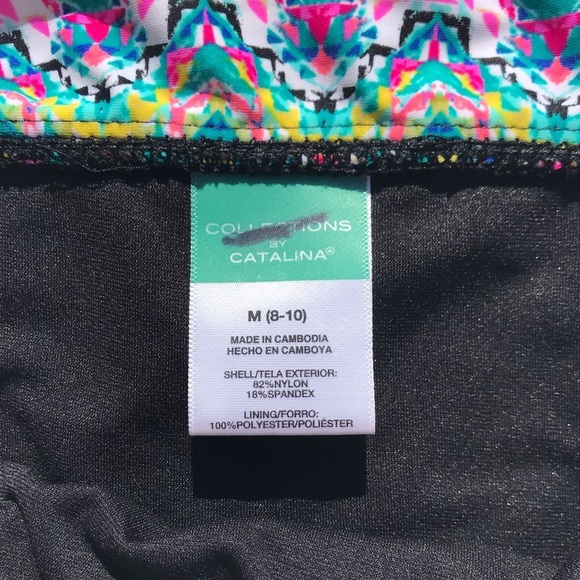 COLLECTIONS
BY
CATALINA®
M (8-10)
MADE IN CAMBODIA
HECHO EN CAMBOYA
SHELL/TELA EXTERIOR:
82%NYLON
18%SPANDEX
LINING/FORRO:
100%POLYESTER/POLIÉSTER